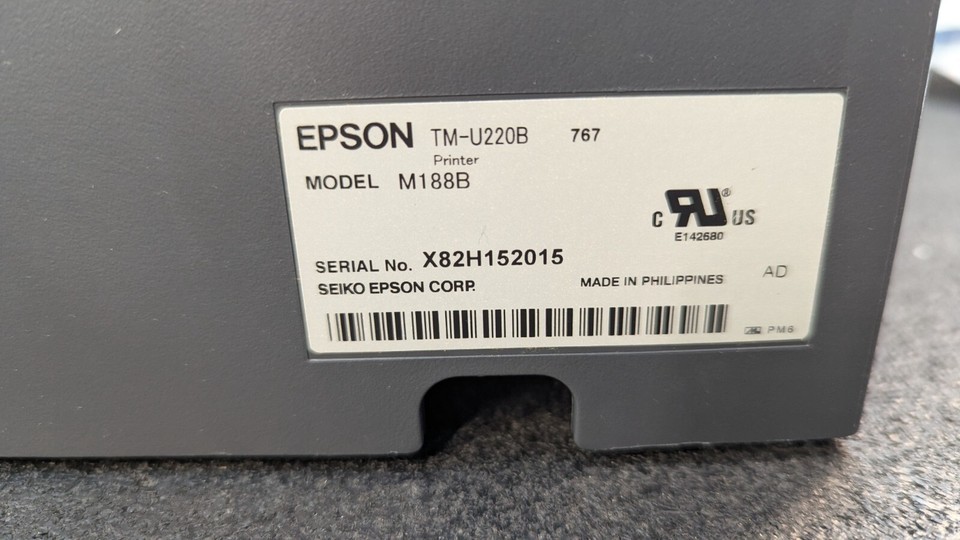 EPSON TM-U220B 767
Printer
MODEL M188B
c RU ® US
E142680
SERIAL No. X82H152015
SEIKO EPSON CORP. MADE IN PHILIPPINES AD
PM6